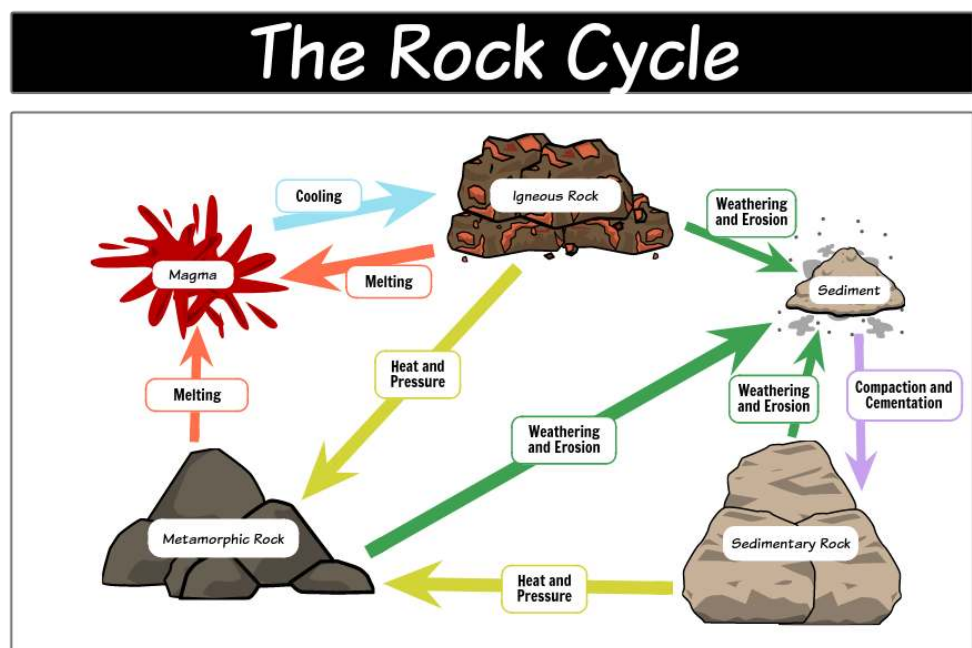 The Rock Cycle
Cooling
Igneous Rock
Weathering
and Erosion
Magma
Melting
Sediment
Heat and
Pressure
Melting
Weathering
and Erosion
Compaction and
Cementation
Weathering
and Erosion
Metamorphic Rock
Sedimentary Rock
Heat and
Pressure